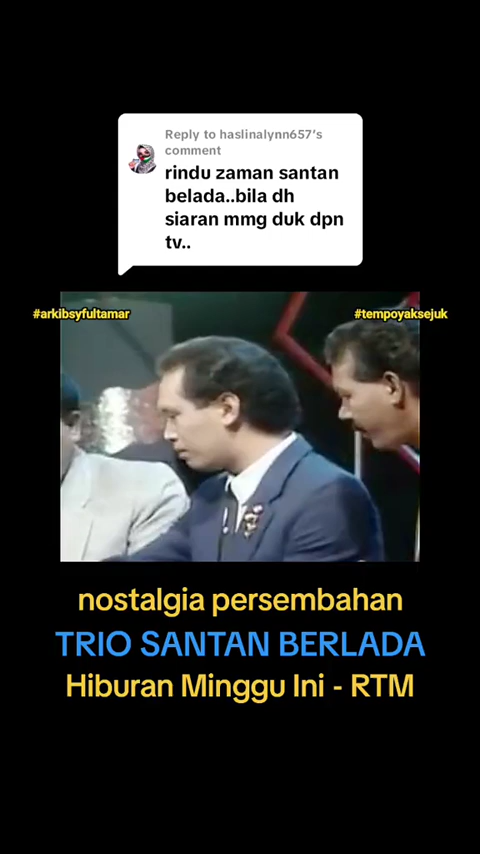 Reply to haslinalynn657's
comment
rindu zaman santan
belada..bila dh
siaran mmg duk dpn
tv..
#arkibsyfultamar
#tempoyaksejuk
nostalgia persembahan
TRIO SANTAN BERLADA
Hiburan Minggu Ini - RTM